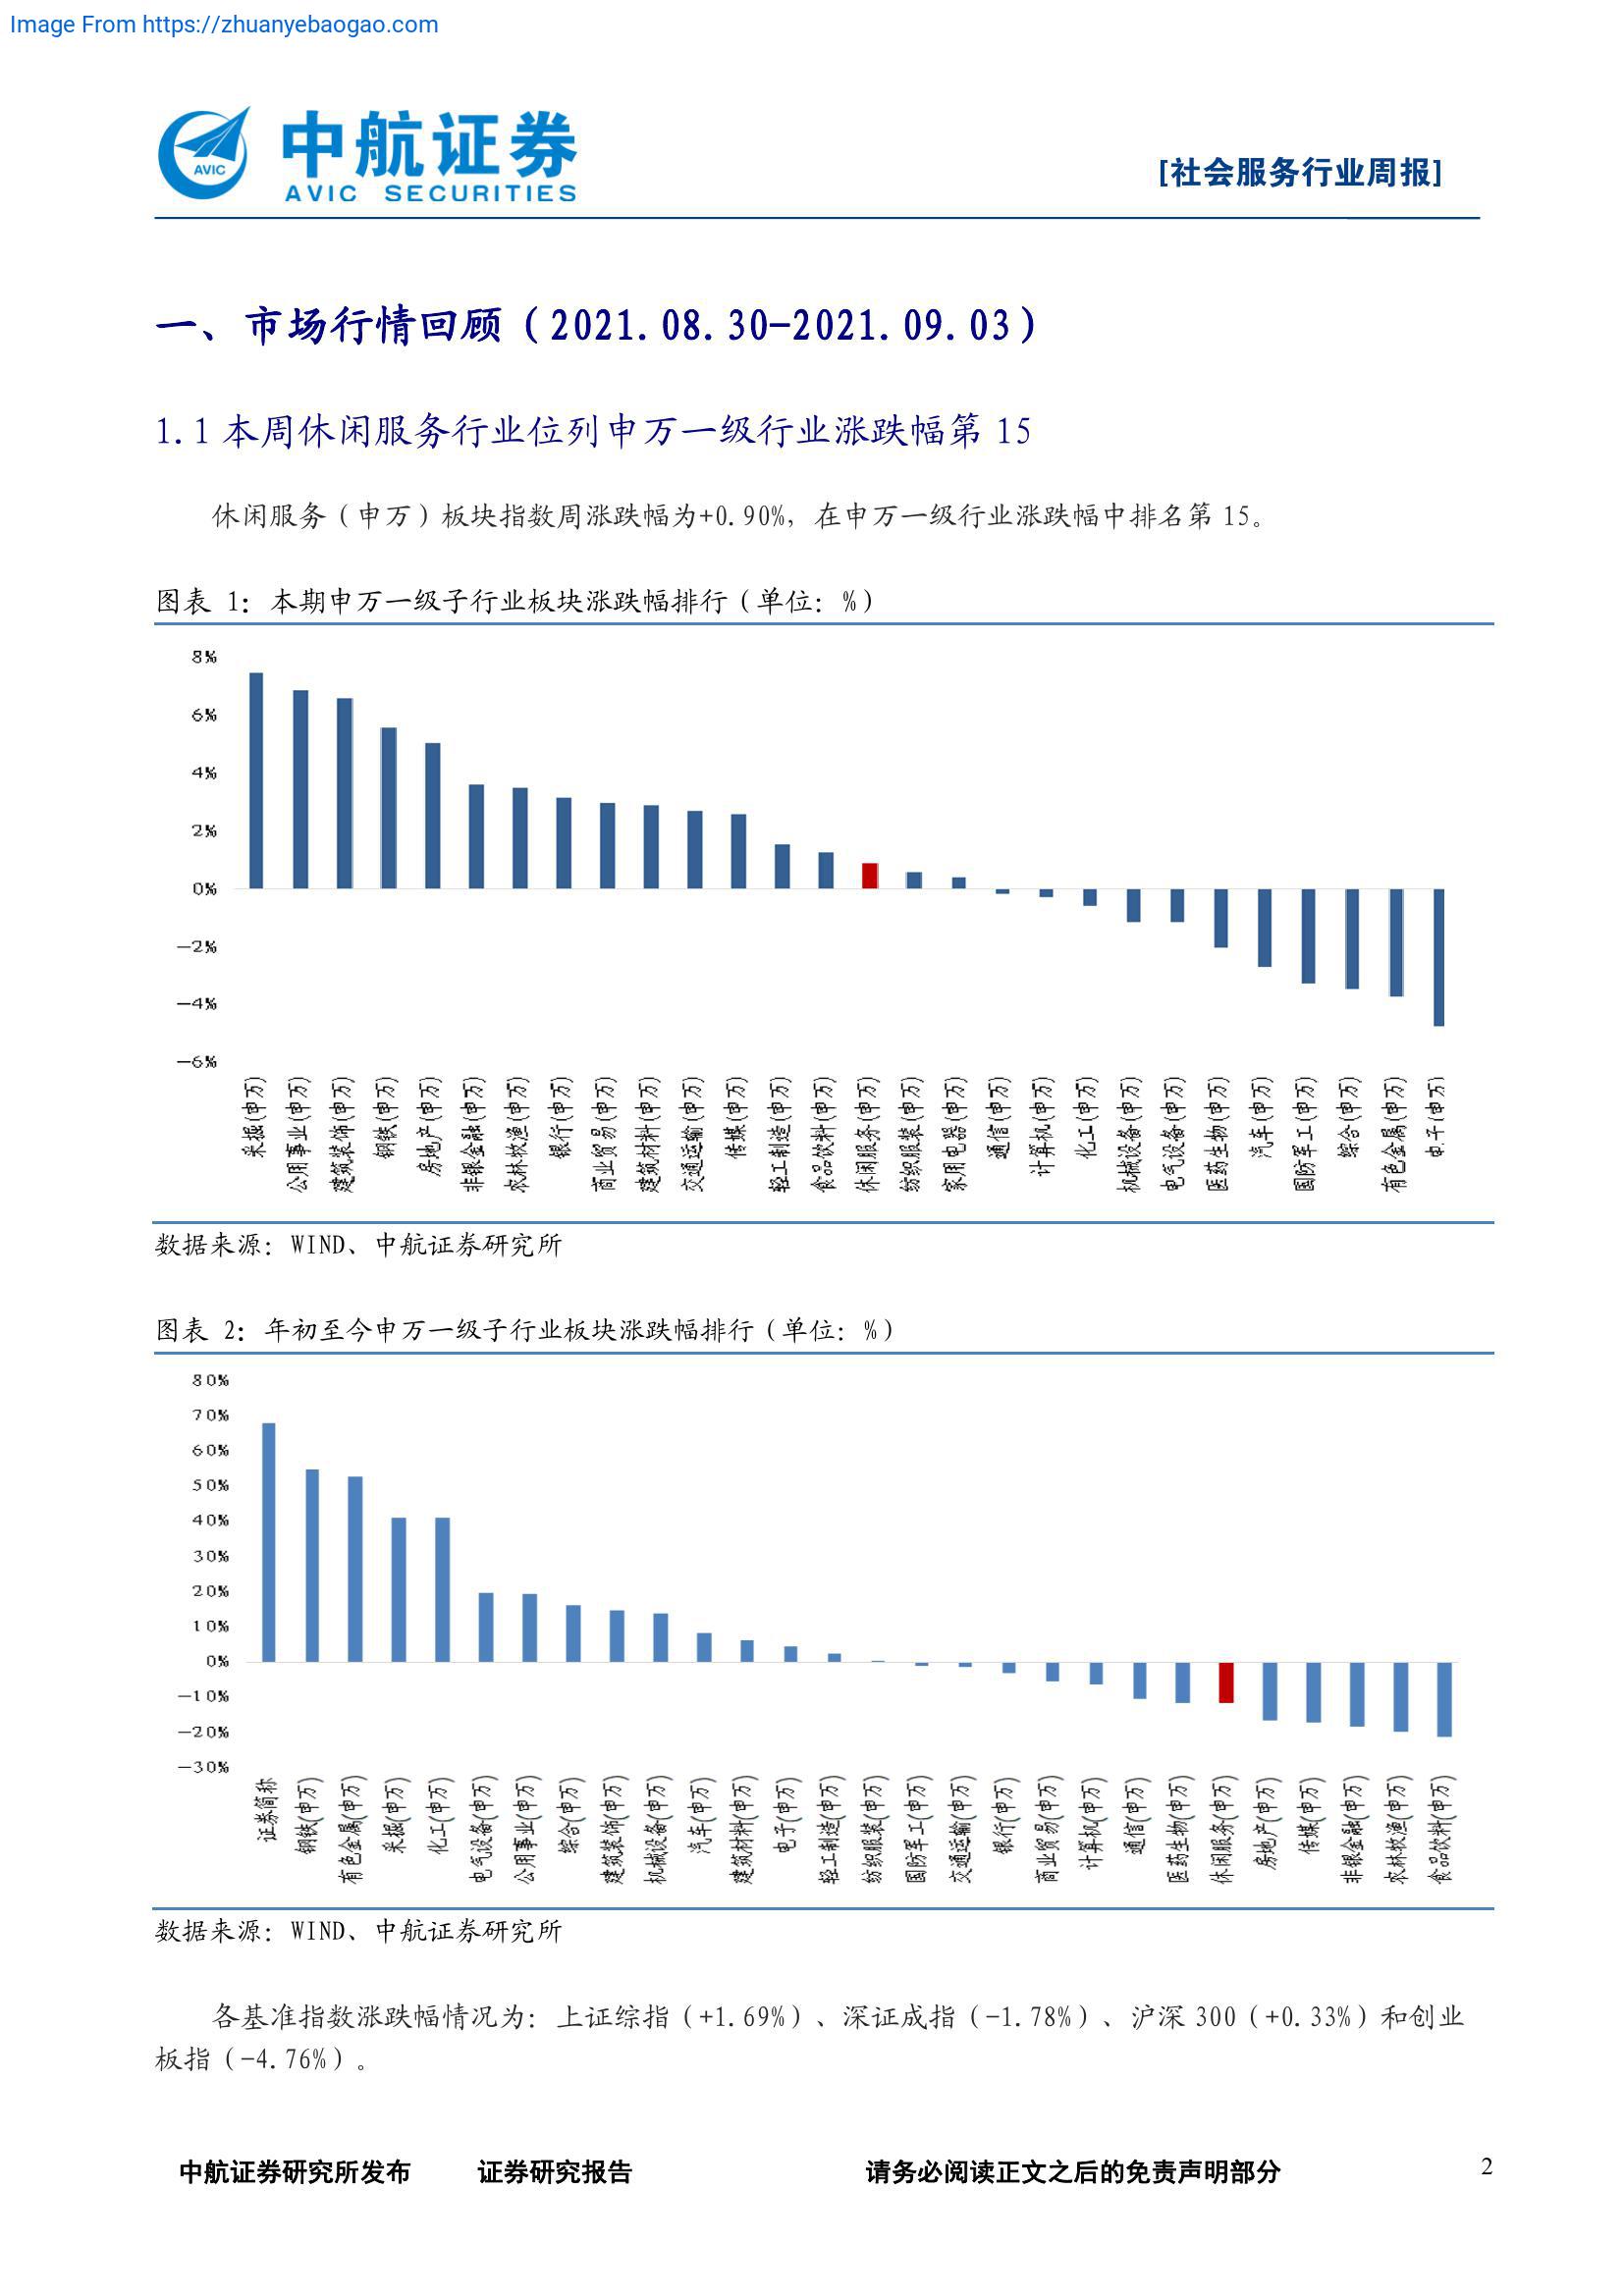 Image From https://zhuanyebaogao.com
AVIC
中航证券
AVIC SECURITIES
[社会服务行业周报]
一、市场行情回顾（2021.08.30-2021.09.03）
1.1 本周休闲服务行业位列申万一级行业涨跌幅第 15
休闲服务（申万）板块指数周涨跌幅为+0.90%，在申万一级行业涨跌幅中排名第 15。
图表 1：本期申万一级子行业板块涨跌幅排行（单位：%）
8%
6%
4%
2%
0%
-2%
-4%
-6%
采掘(申万)
公用事业(申万)
建筑装饰(申万)
钢铁(申万)
房地产(申万)
非银金融(申万)
农林牧渔(申万)
银行(申万)
商业贸易(申万)
建筑材料(申万)
交通运输(申万)
传媒(申万)
轻工制造(申万)
食品饮料(申万)
休闲服务(申万)
纺织服装(申万)
家用电器(申万)
通信(申万)
计算机(申万)
化工(申万)
机械设备(申万)
电气设备(申万)
医药生物(申万)
汽车(申万)
国防军工(申万)
综合(申万)
有色金属(申万)
电子(申万)
数据来源：WIND、中航证券研究所
图表 2：年初至今申万一级子行业板块涨跌幅排行（单位：%）
80%
70%
60%
50%
40%
30%
20%
10%
0%
-10%
-20%
-30%
证券简称
钢铁(申万)
有色金属(申万)
采掘(申万)
化工(申万)
电气设备(申万)
公用事业(申万)
综合(申万)
建筑装饰(申万)
机械设备(申万)
汽车(申万)
建筑材料(申万)
电子(申万)
轻工制造(申万)
纺织服装(申万)
国防军工(申万)
交通运输(申万)
银行(申万)
商业贸易(申万)
计算机(申万)
通信(申万)
医药生物(申万)
休闲服务(申万)
房地产(申万)
传媒(申万)
非银金融(申万)
农林牧渔(申万)
食品饮料(申万)
数据来源：WIND、中航证券研究所
各基准指数涨跌幅情况为：上证综指（+1.69%）、深证成指（-1.78%）、沪深 300（+0.33%）和创业
板指（-4.76%）。
中航证券研究所发布 证券研究报告 请务必阅读正文之后的免责声明部分 2